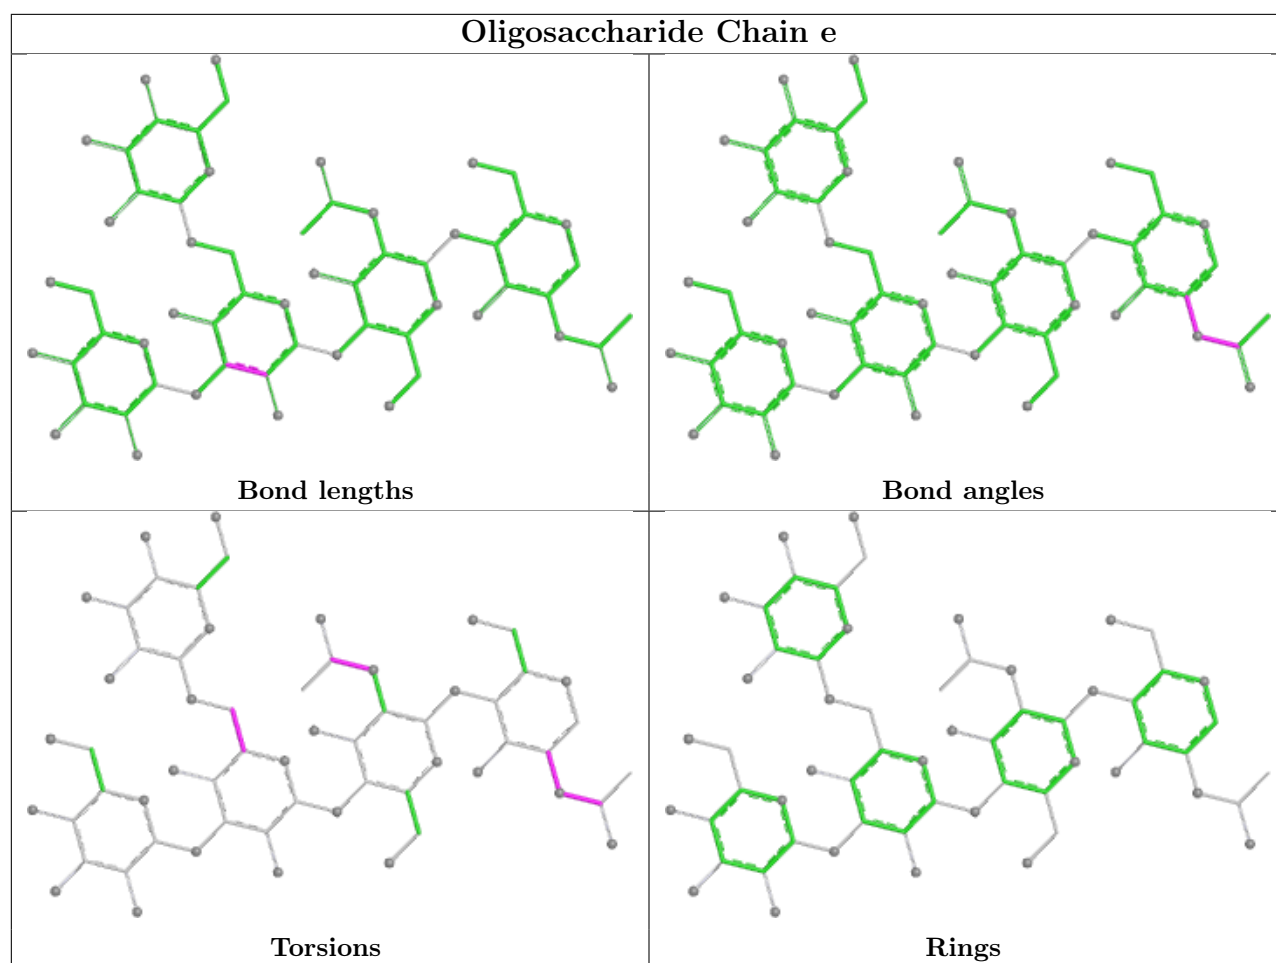 Oligosaccharide Chain e
Bond lengths
Bond angles
Torsions
Rings